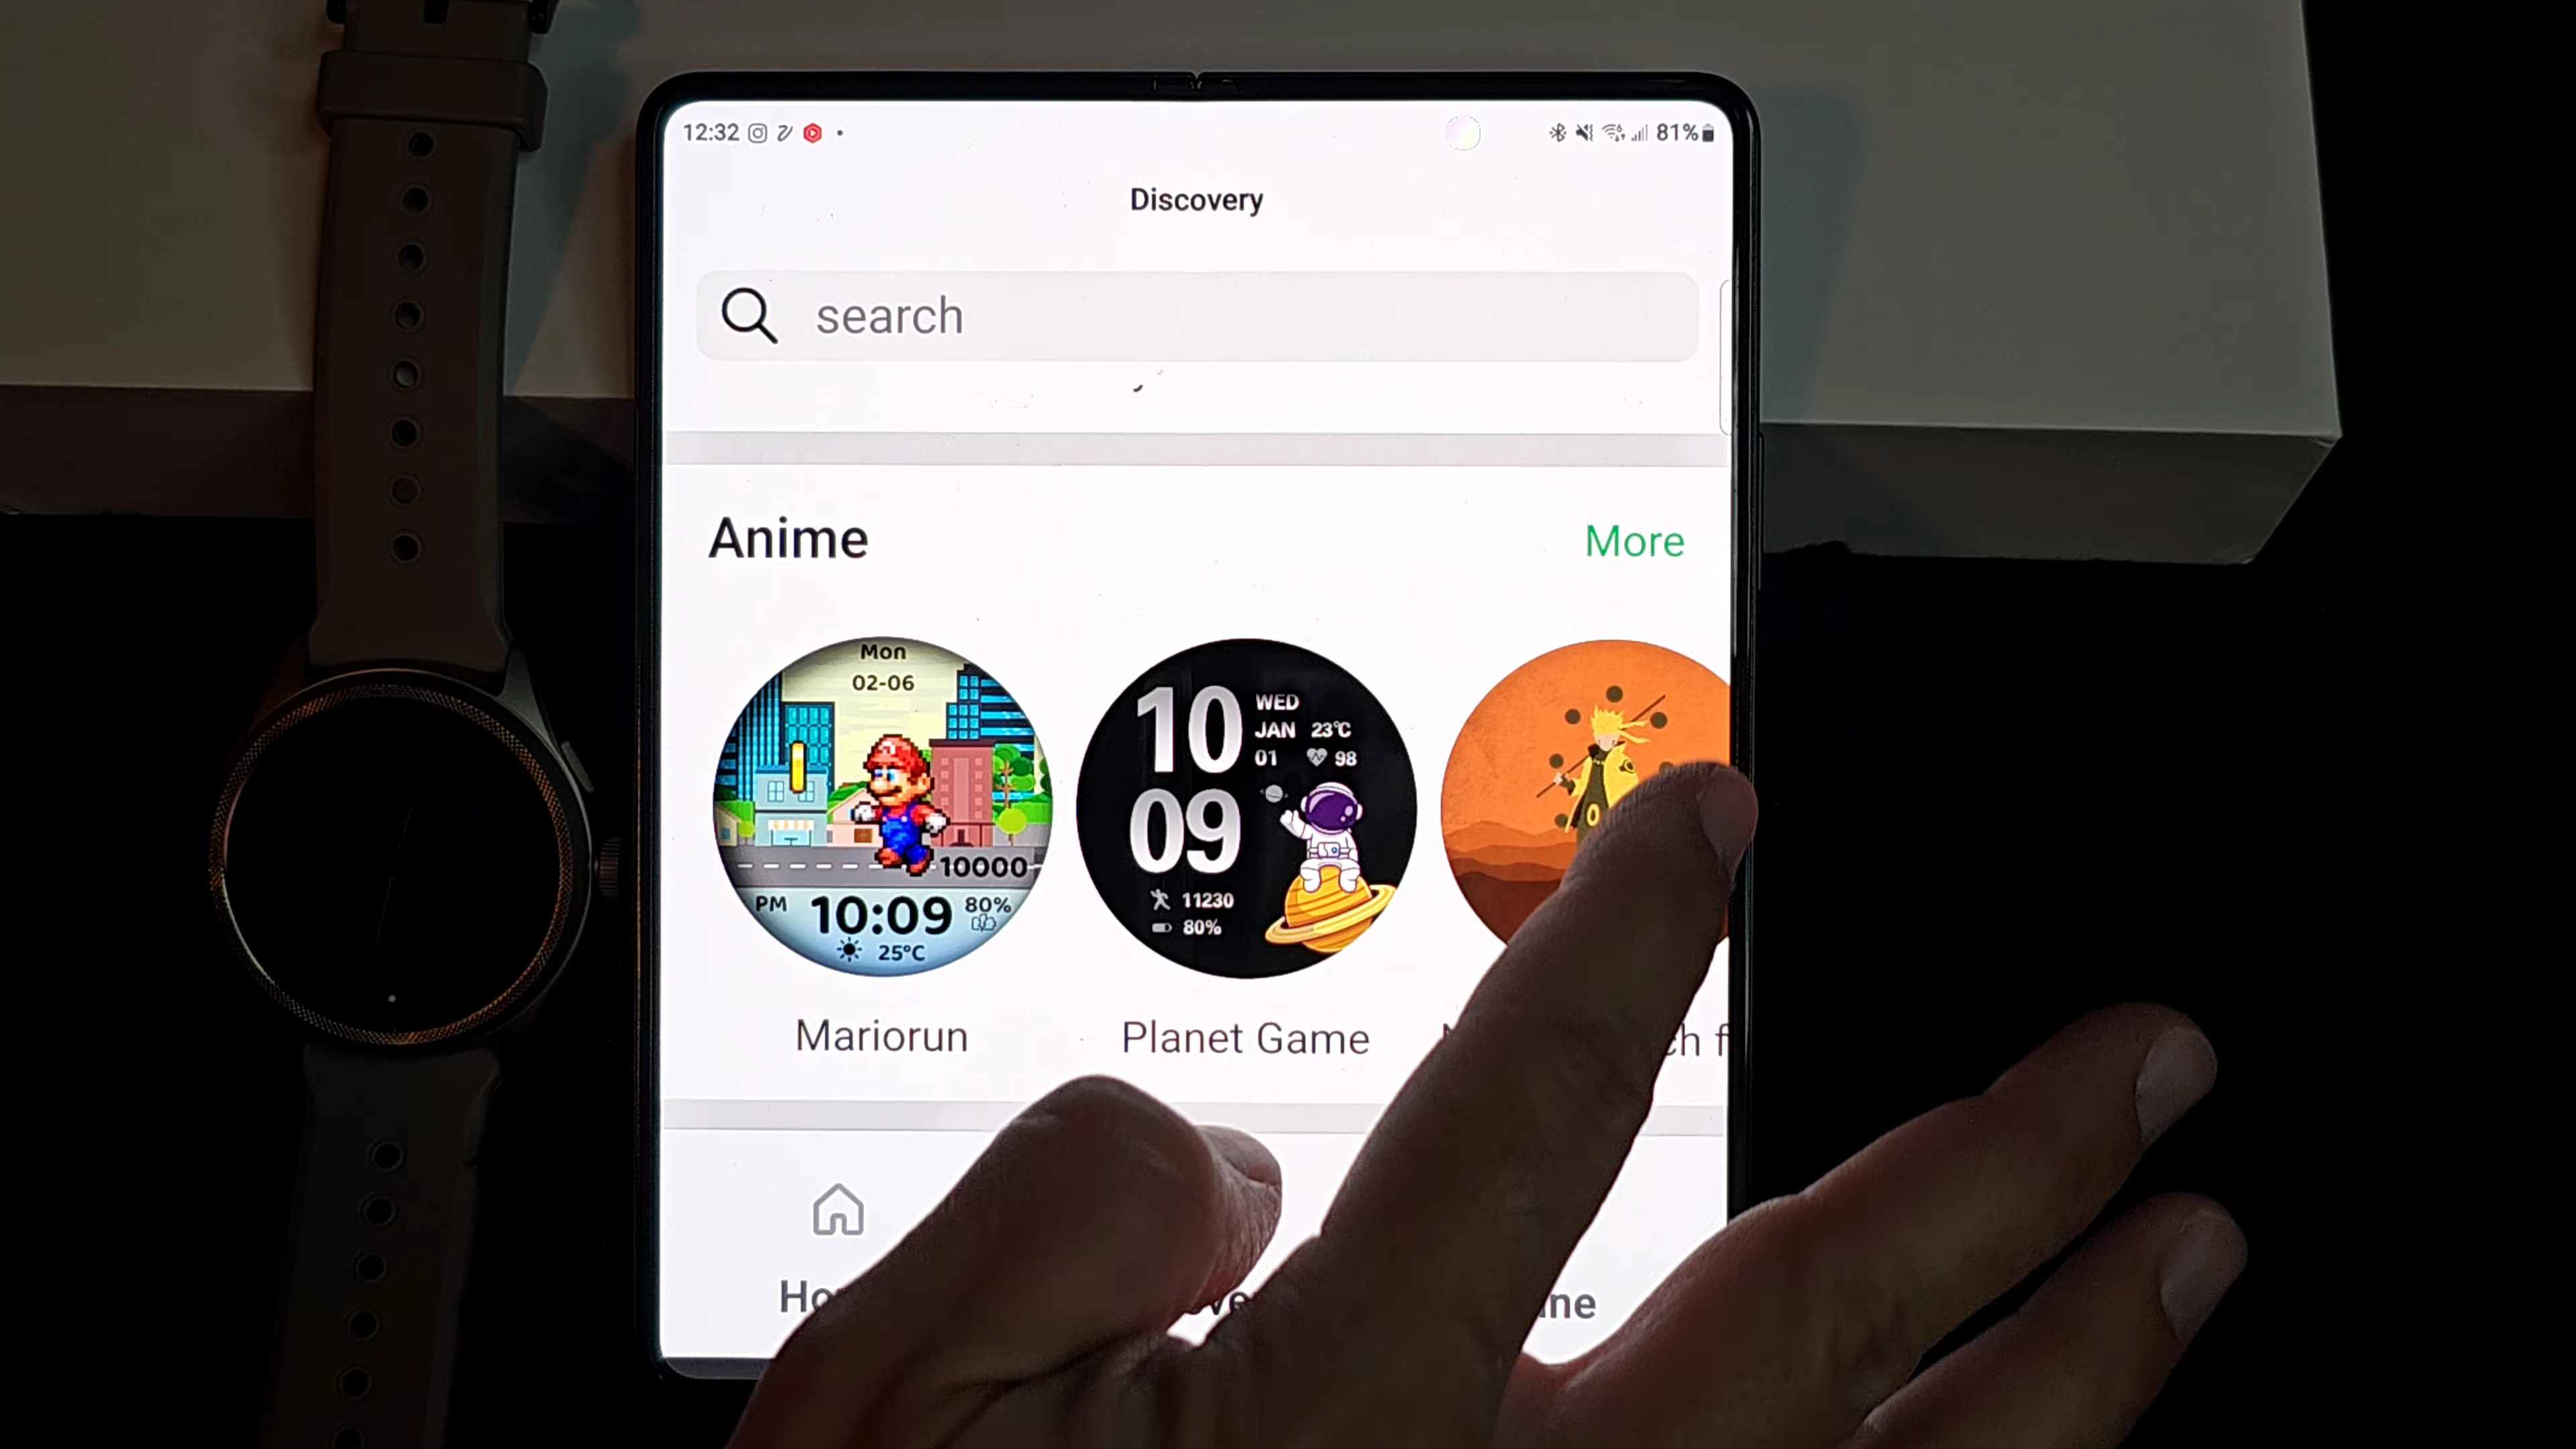 12:32 81%
Discovery
search
Anime More
Mon
02-06
10000
PM 10:09 80%
25°C
10
09
WED
JAN 23°C
01 98
11230
80%
Mariorun Planet Game